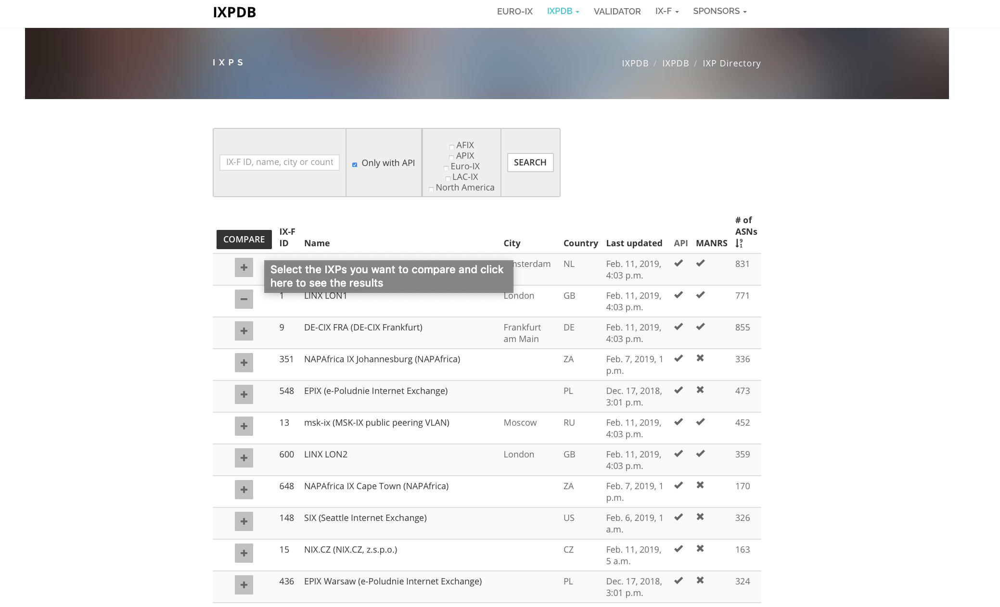 IXPDB
EURO-IX IXPDB VALIDATOR IX-F SPONSORS
IXPS
IXPDB / IXPDB / IXP Directory
IX-F ID, name, city or count
Only with API
AFIX
APIX
Euro-IX
LAC-IX
North America
SEARCH
COMPARE
IX-F
ID
Name
City
Country
Last updated
API
MANRS
# of
ASNs
Select the IXPs you want to compare and click
here to see the results
msterdam NL Feb. 11, 2019, 831
4:03 p.m.
1 LINX LON1 London GB Feb. 11, 2019, 771
4:03 p.m.
9 DE-CIX FRA (DE-CIX Frankfurt) Frankfurt DE Feb. 11, 2019, 855
am Main 4:03 p.m.
351 NAPAfrica IX Johannesburg (NAPAfrica) ZA Feb. 7, 2019, 1 336
p.m.
548 EPIX (e-Poludnie Internet Exchange) PL Dec. 17, 2018, 473
3:01 p.m.
13 msk-ix (MSK-IX public peering VLAN) Moscow RU Feb. 11, 2019, 452
4:03 p.m.
600 LINX LON2 London GB Feb. 11, 2019, 359
4:03 p.m.
648 NAPAfrica IX Cape Town (NAPAfrica) ZA Feb. 7, 2019, 1 170
p.m.
148 SIX (Seattle Internet Exchange) US Feb. 6, 2019, 1 326
a.m.
15 NIX.CZ (NIX.CZ, z.s.p.o.) CZ Feb. 11, 2019, 163
5 a.m.
436 EPIX Warsaw (e-Poludnie Internet Exchange) PL Dec. 17, 2018, 324
3:01 p.m.